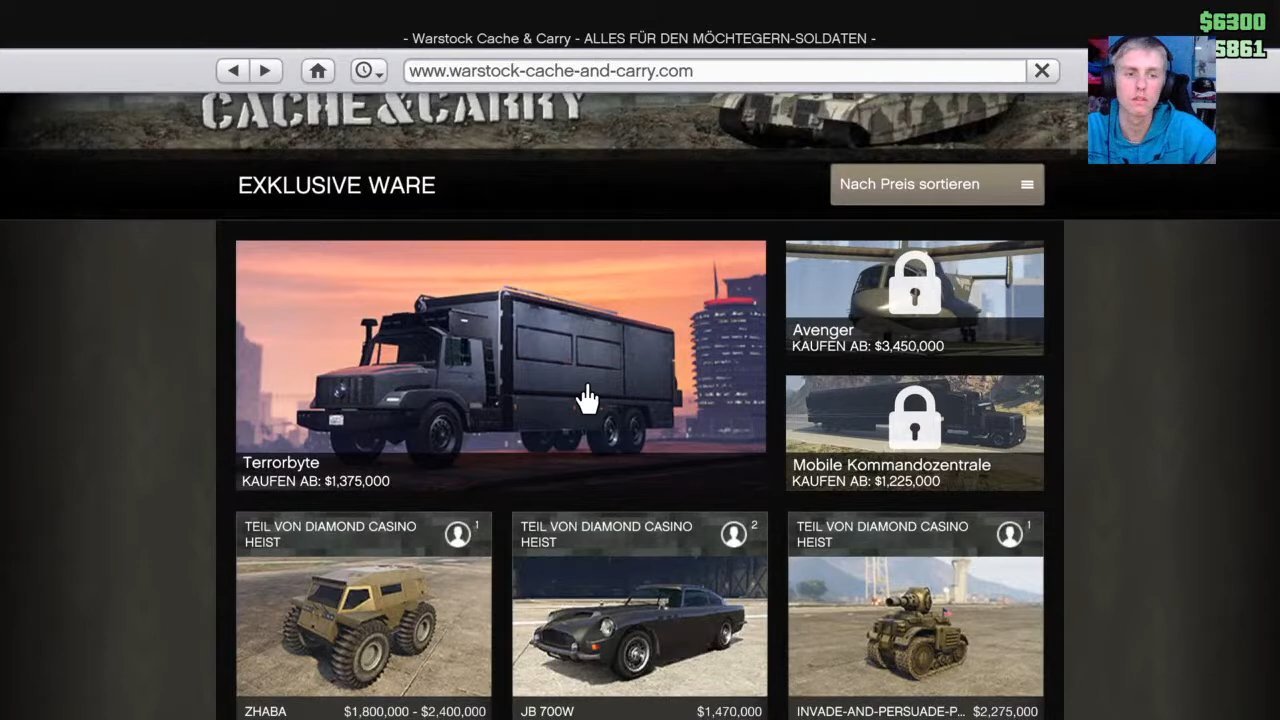 $6300
- Warstock Cache & Carry - ALLES FÜR DEN MÖCHTEGERN-SOLDATEN -
5861
www.warstock-cache-and-carry.com
CACHE&CARRY
EXKLUSIVE WARE
Nach Preis sortieren
Avenger
KAUFEN AB: $3,450,000
Terrorbyte
KAUFEN AB: $1,375,000
Mobile Kommandozentrale
KAUFEN AB: $1,225,000
TEIL VON DIAMOND CASINO
HEIST
1
TEIL VON DIAMOND CASINO
HEIST
2
TEIL VON DIAMOND CASINO
HEIST
1
ZHABA $1,800,000 - $2,400,000
JB 700W $1,470,000
INVADE-AND-PERSUADE-P... $2,275,000